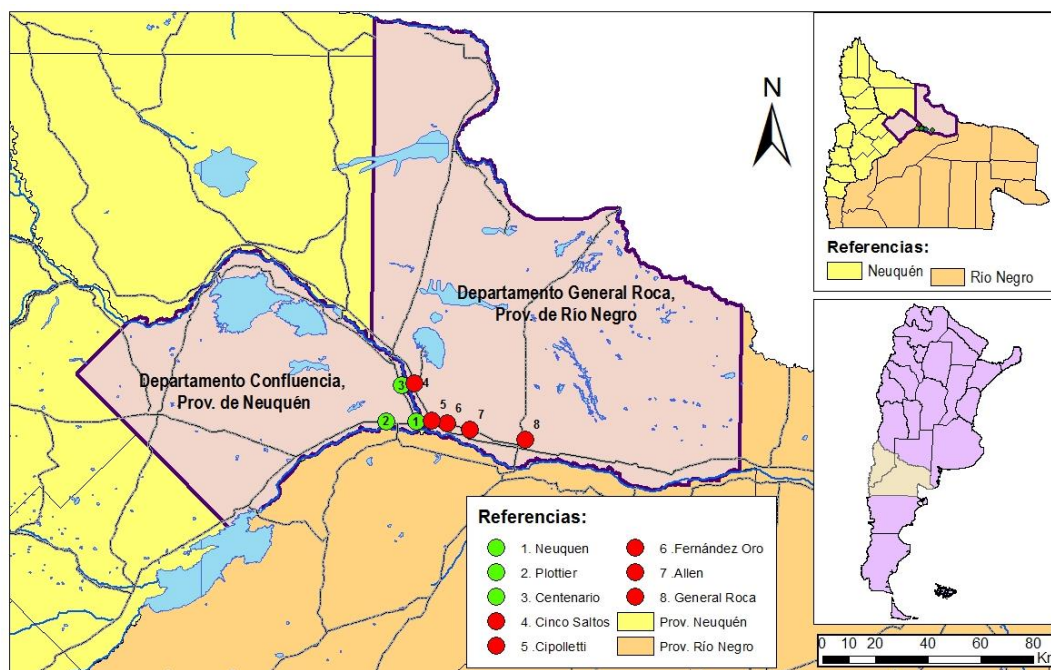 N
Departamento General Roca,
Prov. de Río Negro
Departamento Confluencia,
Prov. de Neuquén
3
4
2
1
5
6
7
8
Referencias:
1. Neuquen
2. Plottier
3. Centenario
4. Cinco Saltos
5 .Cipolletti
6 .Fernández Oro
7 .Allen
8. General Roca
Prov. Neuquén
Prov. Río Negro
Referencias:
Neuquén
Río Negro
0 10 20 40 60 80
Km